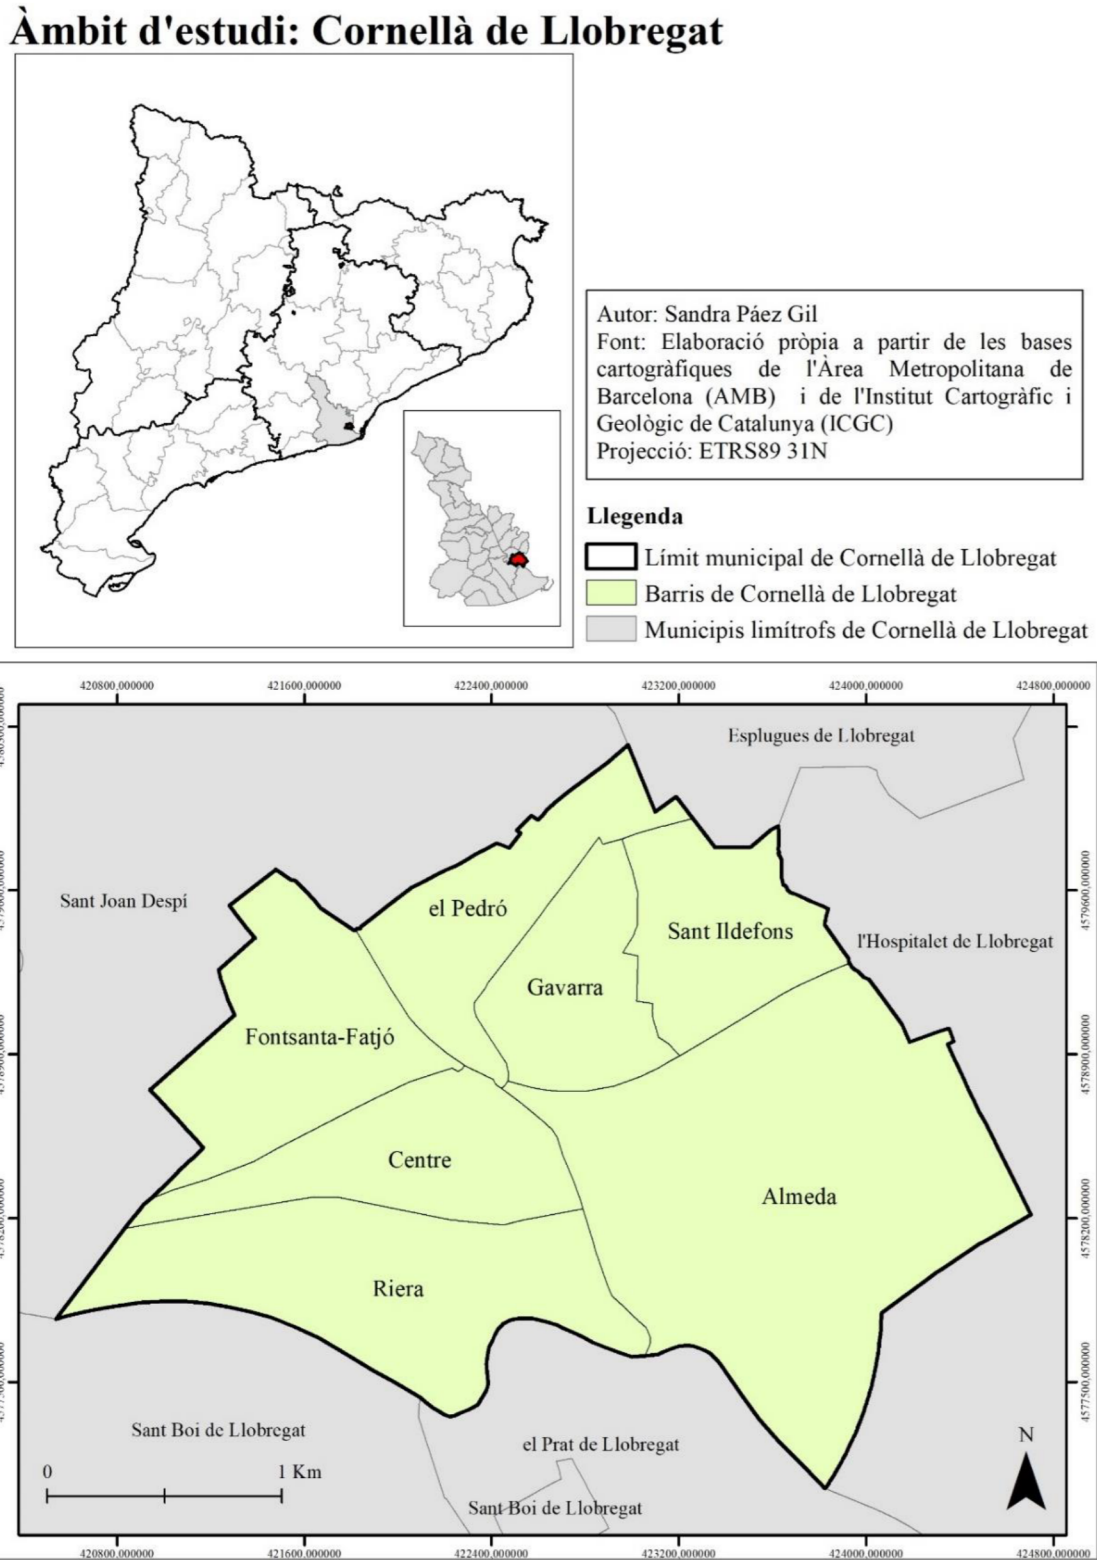 Àmbit d'estudi: Cornellà de Llobregat
Autor: Sandra Páez Gil
Font: Elaboració pròpia a partir de les bases
cartogràfiques de l'Àrea Metropolitana de
Barcelona (AMB) i de l'Institut Cartogràfic i
Geològic de Catalunya (ICGC)
Projecció: ETRS89 31N
Llegenda
Límit municipal de Cornellà de Llobregat
Barris de Cornellà de Llobregat
Municipis limítrofs de Cornellà de Llobregat
420800,000000 421600,000000 422400,000000 423200,000000 424000,000000 424800,000000
Esplugues de Llobregat
Sant Joan Despí
el Pedró
Sant Ildefons
l'Hospitalet de Llobregat
4579600,000000
Gavarra
Fontsanta-Fatjó
4578900,000000
4578900,000000
Centre
Almeda
4578200,000000
4578200,000000
Riera
4577500,000000
4577500,000000
Sant Boi de Llobregat
el Prat de Llobregat
N
0 1 Km
Sant Boi de Llobregat
420800,000000 421600,000000 422400,000000 423200,000000 424000,000000 424800,000000